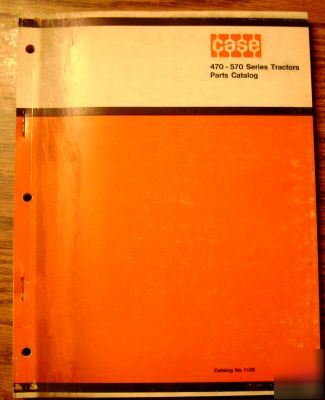 case
470 - 570 Series Tractors
Parts Catalog
Catalog No